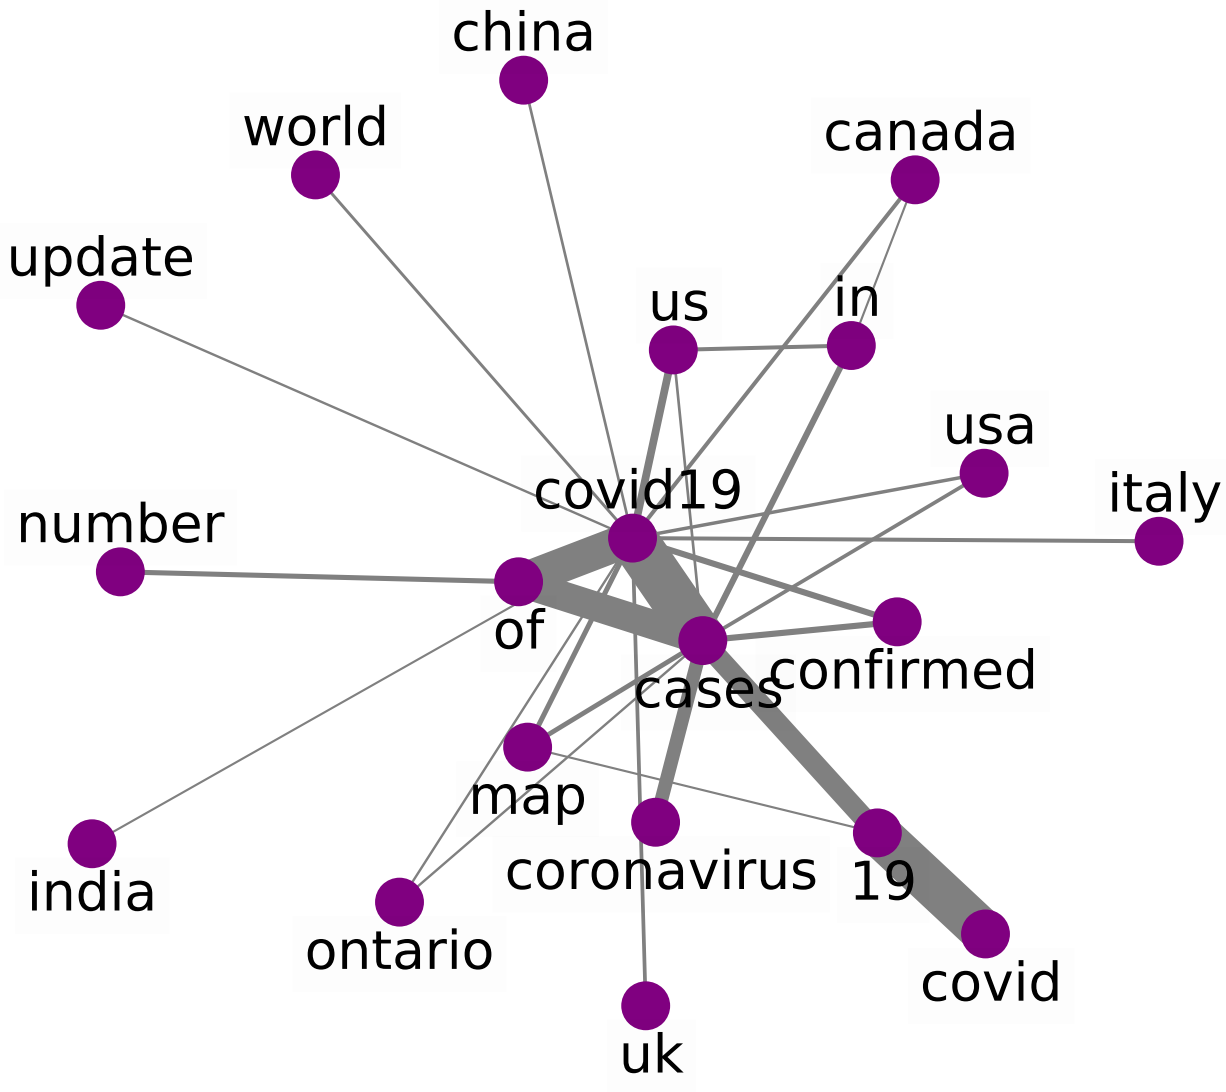 china
world
canada
update
us
in
usa
covid19
italy
number
of
confirmed
cases
map
coronavirus
19
india
ontario
covid
uk